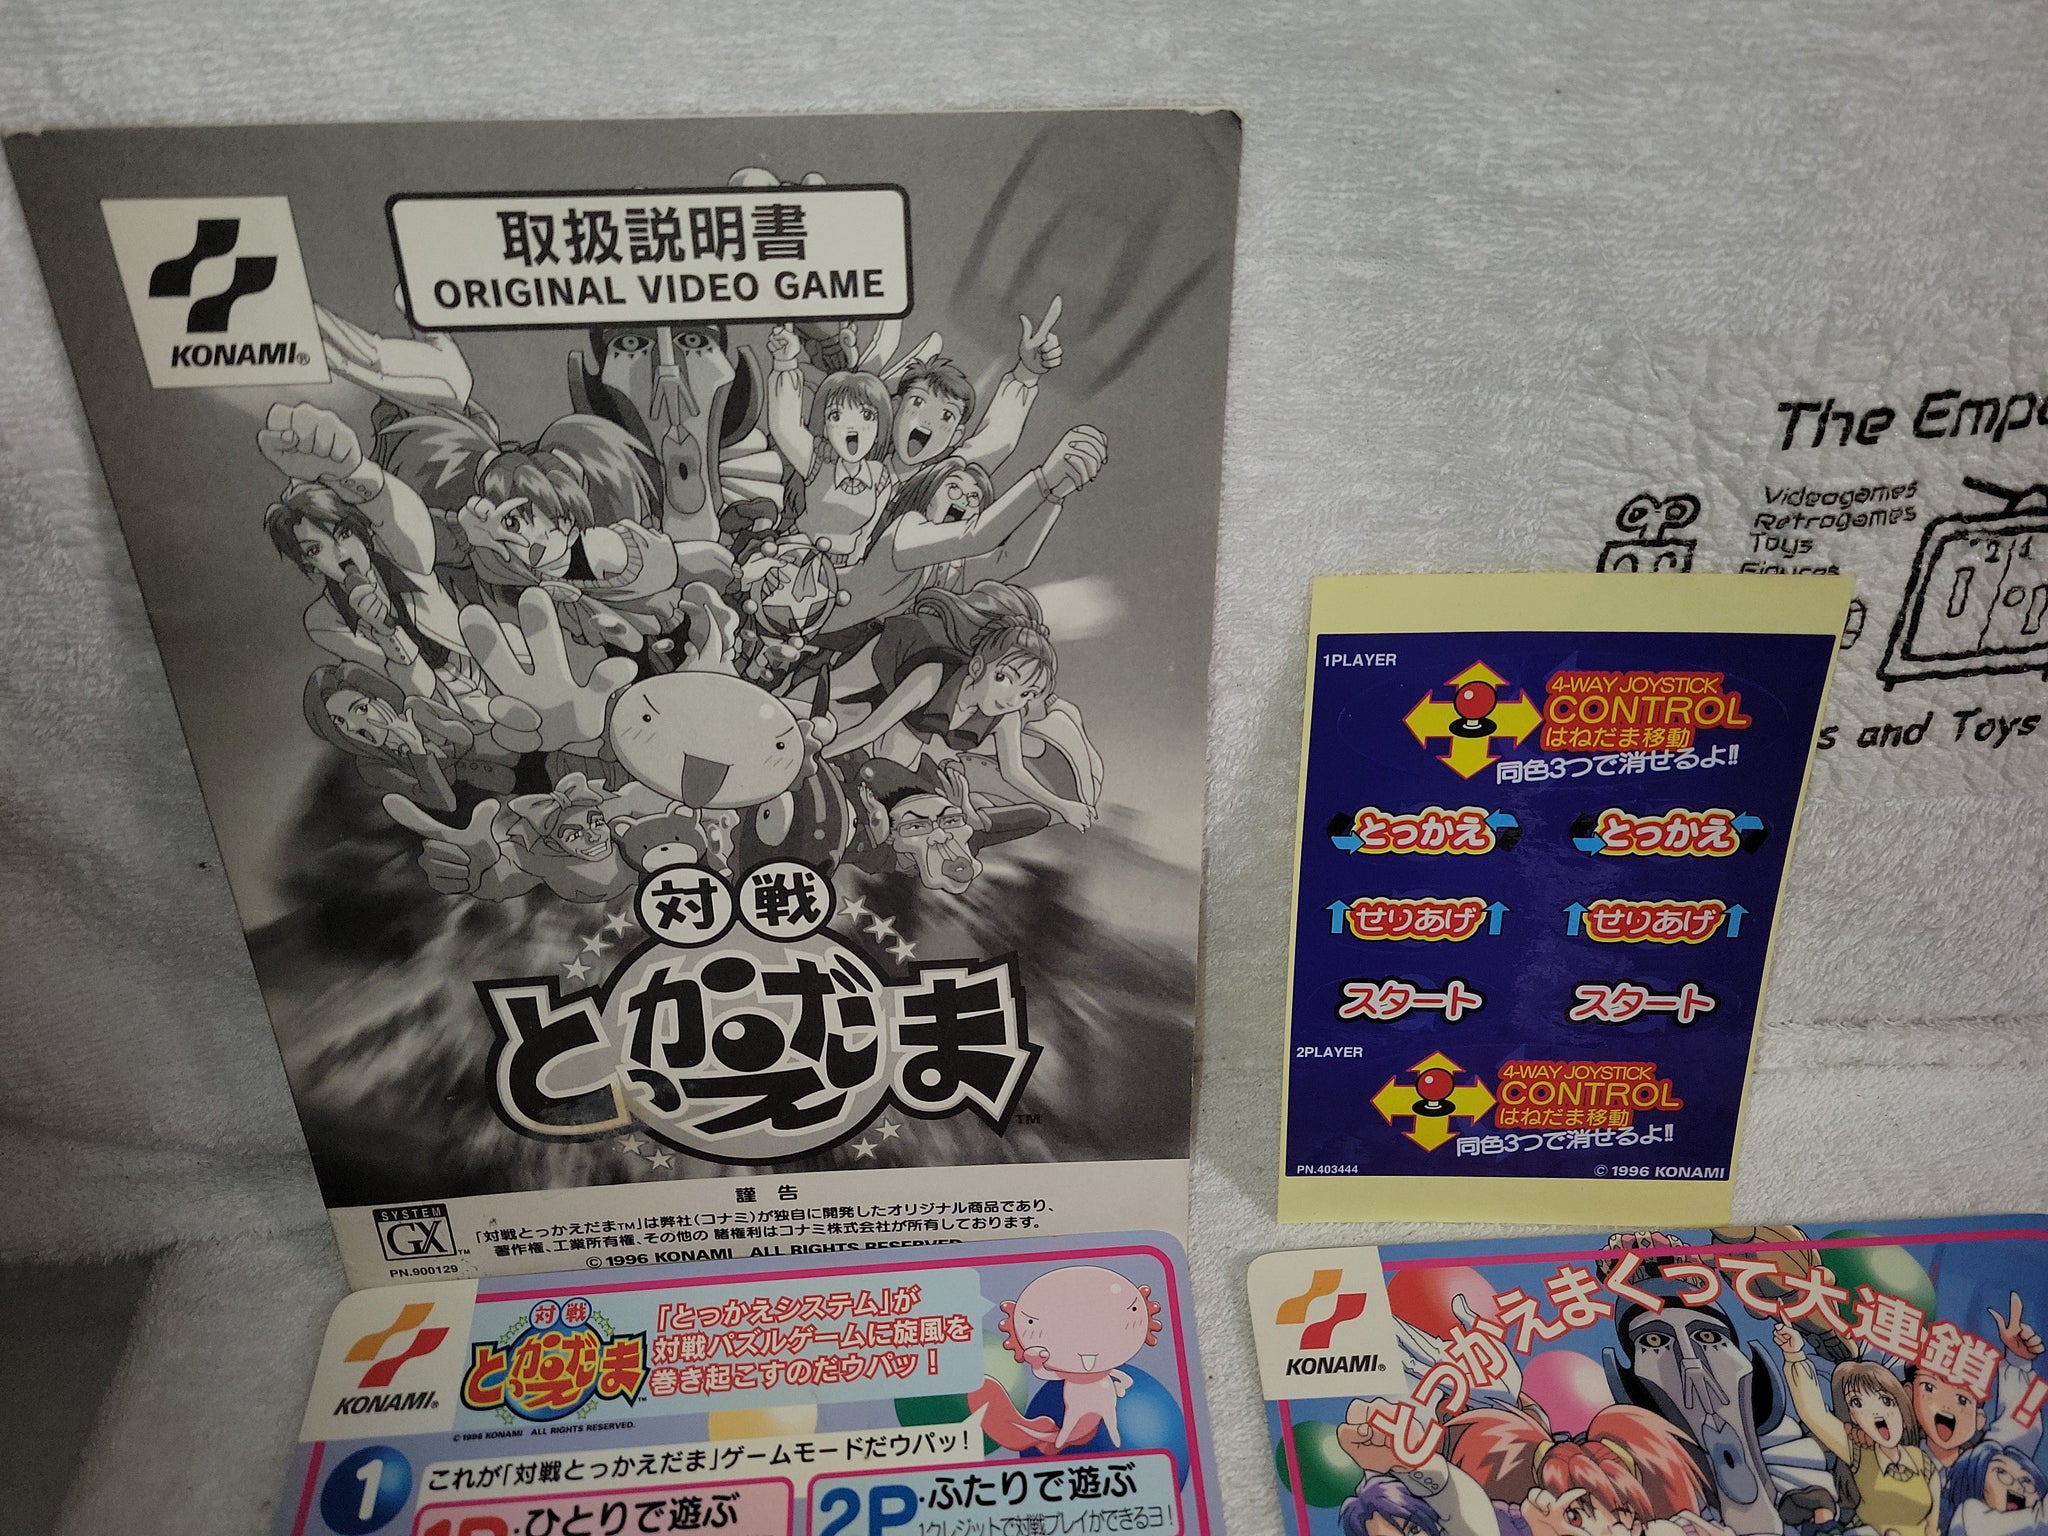 KONAMI®
取扱説明書
ORIGINAL VIDEO GAME
対戦
とっかえだま™
SYSTEM
GX™
PN.900129
謹告
「対戦とっかえだま™」は弊社(コナミ)が独自に開発したオリジナル商品であり、
著作権、工業所有権、その他の諸権利はコナミ株式会社が所有しております。
©1996 KONAMI ALL RIGHTS RESERVED
The Emp
Videogames
Retrogames
Toys
Figures
2 1
s and Toys
1PLAYER
4-WAY JOYSTICK
CONTROL
はねだま移動
同色3つで消せるよ!!
とっかえ とっかえ
せりあげ せりあげ
スタート スタート
2PLAYER
4-WAY JOYSTICK
CONTROL
はねだま移動
同色3つで消せるよ!!
PN.403444
©1996 KONAMI
KONAMI®
対戦
とっかえだま™
©1996 KONAMI ALL RIGHTS RESERVED.
「とっかえシステム」が
対戦パズルゲームに旋風を
巻き起こすのだウパッ!
1
これが「対戦とっかえだま」ゲームモードだウパッ!
1P・ひとりで遊ぶ
2P・ふたりで遊ぶ
1クレジットで対戦プレイができるヨ!
KONAMI®
とっかえまくって大連鎖!